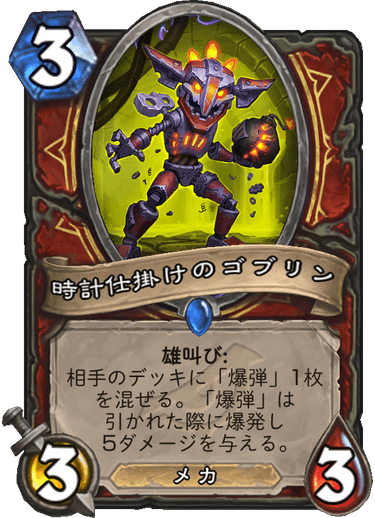 3
時計仕掛けのゴブリン
雄叫び:
相手のデッキに「爆弾」1枚
を混ぜる。「爆弾」は
引かれた際に爆発し
5ダメージを与える。
3
メカ
3